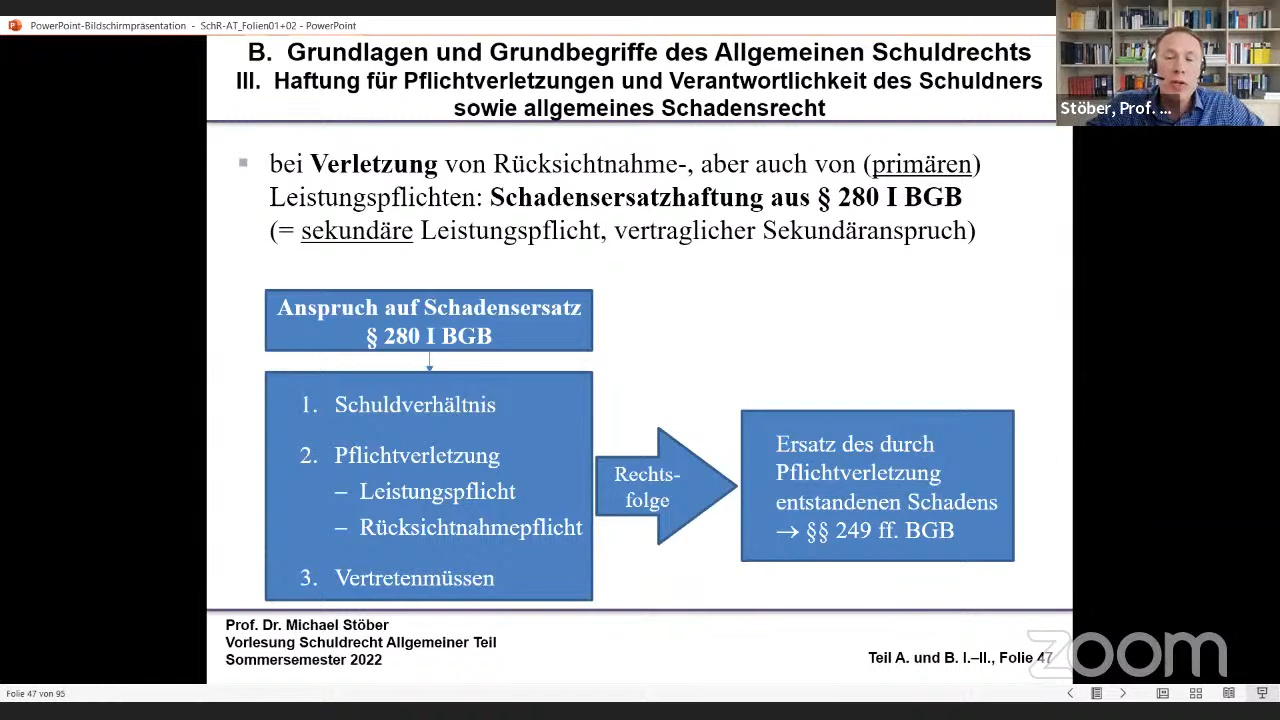 PowerPoint-Bildschirmpräsentation - SchR-AT_Folien01+02 - PowerPoint
B. Grundlagen und Grundbegriffe des Allgemeinen Schuldrechts
III. Haftung für Pflichtverletzungen und Verantwortlichkeit des Schuldners
sowie allgemeines Schadensrecht
Stöber, Prof. ...
bei Verletzung von Rücksichtnahme-, aber auch von (primären)
Leistungspflichten: Schadensersatzhaftung aus § 280 I BGB
(= sekundäre Leistungspflicht, vertraglicher Sekundäranspruch)
Anspruch auf Schadensersatz
§ 280 I BGB
1. Schuldverhältnis
2. Pflichtverletzung
– Leistungspflicht
– Rücksichtnahmepflicht
3. Vertretenmüssen
Rechts-
folge
Ersatz des durch
Pflichtverletzung
entstandenen Schadens
→ §§ 249 ff. BGB
Prof. Dr. Michael Stöber
Vorlesung Schuldrecht Allgemeiner Teil
Sommersemester 2022
Teil A. und B. I.–II., Folie 47
zoom
Folie 47 von 95